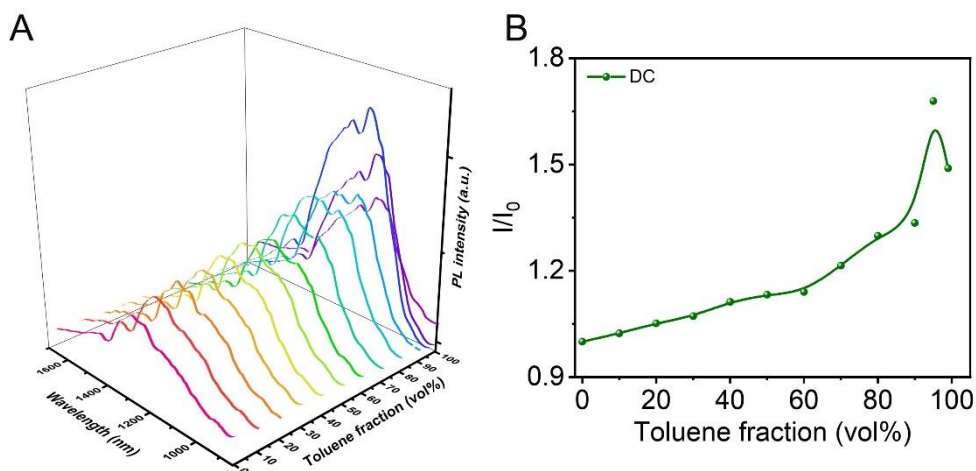 A
PL intensity (a.u.)
1600
1400
1200
1000
Wavelength (nm)
0
10
20
30
40
50
60
70
80
90
100
Toluene fraction (vol%)
B
DC
1.8
1.5
1.2
0.9
I/I0
0 20 40 60 80 100
Toluene fraction (vol%)